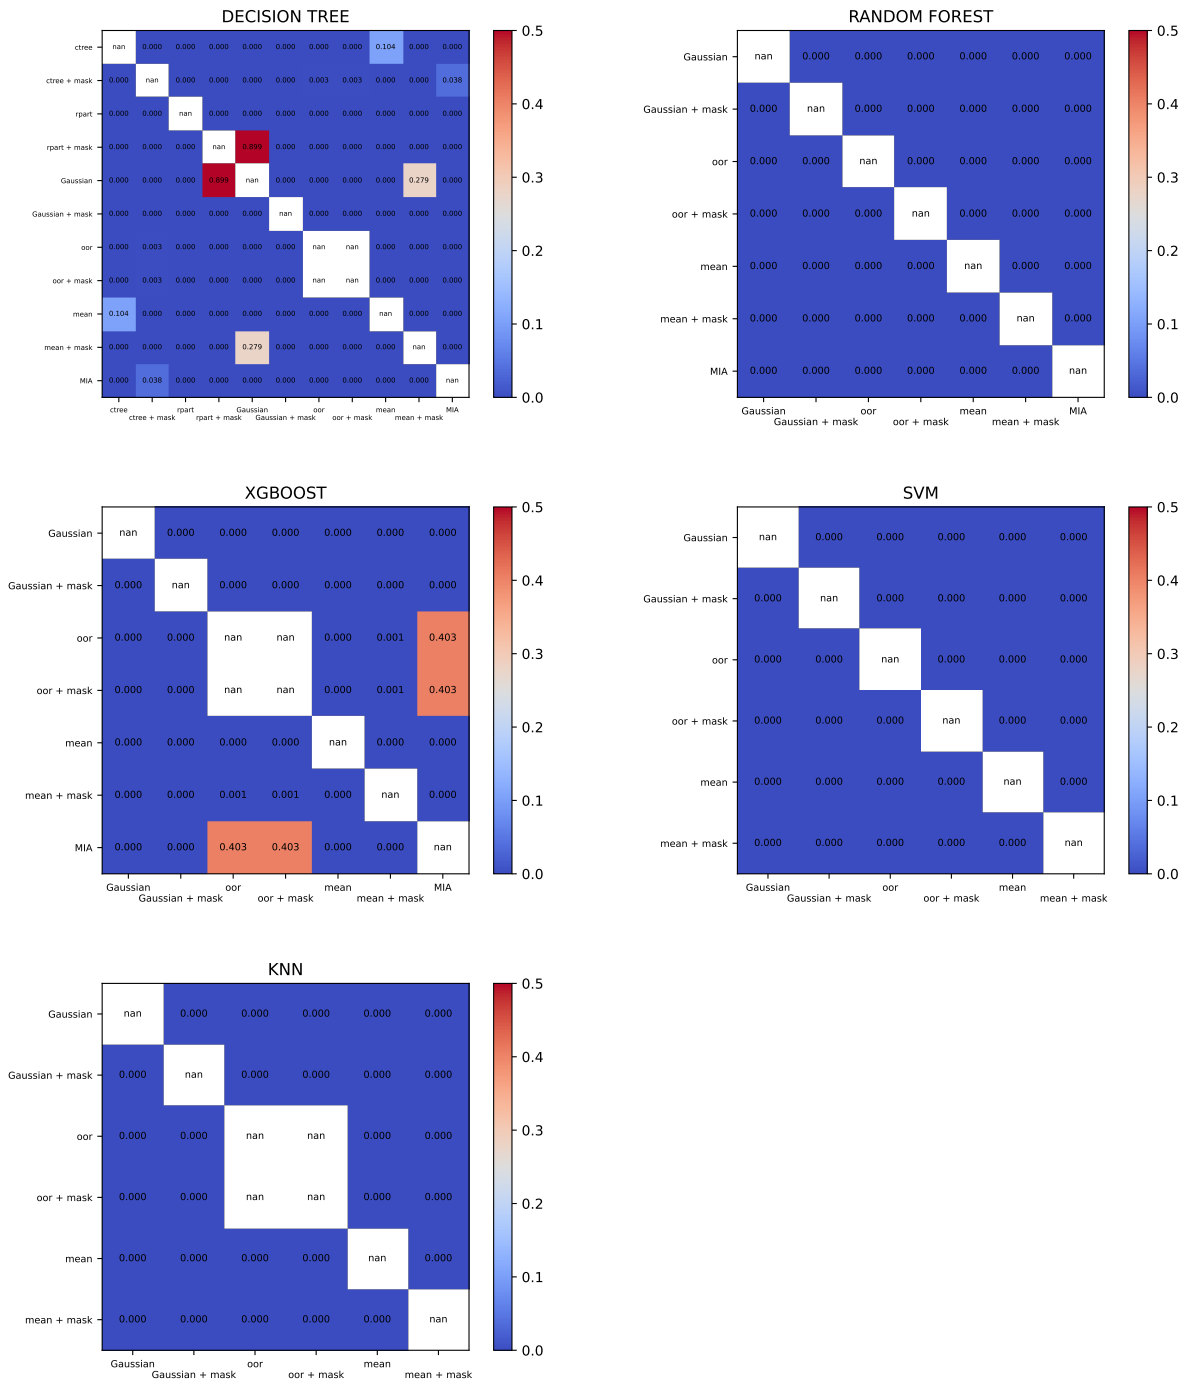 DECISION TREE
ctree nan 0.000 0.000 0.000 0.000 0.000 0.000 0.000 0.104 0.000 0.000
ctree + mask 0.000 nan 0.000 0.000 0.000 0.000 0.003 0.003 0.000 0.000 0.038
rpart 0.000 0.000 nan 0.000 0.000 0.000 0.000 0.000 0.000 0.000 0.000
rpart + mask 0.000 0.000 0.000 nan 0.899 0.000 0.000 0.000 0.000 0.000 0.000
Gaussian 0.000 0.000 0.000 0.899 nan 0.000 0.000 0.000 0.000 0.279 0.000
Gaussian + mask 0.000 0.000 0.000 0.000 0.000 nan 0.000 0.000 0.000 0.000 0.000
oor 0.000 0.003 0.000 0.000 0.000 0.000 nan nan 0.000 0.000 0.000
oor + mask 0.000 0.003 0.000 0.000 0.000 0.000 nan nan 0.000 0.000 0.000
mean 0.104 0.000 0.000 0.000 0.000 0.000 0.000 0.000 nan 0.000 0.000
mean + mask 0.000 0.000 0.000 0.000 0.279 0.000 0.000 0.000 0.000 nan 0.000
MIA 0.000 0.038 0.000 0.000 0.000 0.000 0.000 0.000 0.000 0.000 nan
ctree rpart Gaussian oor mean MIA
ctree + mask rpart + mask Gaussian + mask oor + mask mean + mask
0.5
0.4
0.3
0.2
0.1
0.0
RANDOM FOREST
Gaussian nan 0.000 0.000 0.000 0.000 0.000 0.000
Gaussian + mask 0.000 nan 0.000 0.000 0.000 0.000 0.000
oor 0.000 0.000 nan 0.000 0.000 0.000 0.000
oor + mask 0.000 0.000 0.000 nan 0.000 0.000 0.000
mean 0.000 0.000 0.000 0.000 nan 0.000 0.000
mean + mask 0.000 0.000 0.000 0.000 0.000 nan 0.000
MIA 0.000 0.000 0.000 0.000 0.000 0.000 nan
Gaussian oor mean MIA
Gaussian + mask oor + mask mean + mask
0.5
0.4
0.3
0.2
0.1
0.0
XGBOOST
Gaussian nan 0.000 0.000 0.000 0.000 0.000 0.000
Gaussian + mask 0.000 nan 0.000 0.000 0.000 0.000 0.000
oor 0.000 0.000 nan nan 0.000 0.001 0.403
oor + mask 0.000 0.000 nan nan 0.000 0.001 0.403
mean 0.000 0.000 0.000 0.000 nan 0.000 0.000
mean + mask 0.000 0.000 0.001 0.001 0.000 nan 0.000
MIA 0.000 0.000 0.403 0.403 0.000 0.000 nan
Gaussian oor mean MIA
Gaussian + mask oor + mask mean + mask
0.5
0.4
0.3
0.2
0.1
0.0
SVM
Gaussian nan 0.000 0.000 0.000 0.000 0.000
Gaussian + mask 0.000 nan 0.000 0.000 0.000 0.000
oor 0.000 0.000 nan 0.000 0.000 0.000
oor + mask 0.000 0.000 0.000 nan 0.000 0.000
mean 0.000 0.000 0.000 0.000 nan 0.000
mean + mask 0.000 0.000 0.000 0.000 0.000 nan
Gaussian oor mean
Gaussian + mask oor + mask mean + mask
0.5
0.4
0.3
0.2
0.1
0.0
KNN
Gaussian nan 0.000 0.000 0.000 0.000 0.000
Gaussian + mask 0.000 nan 0.000 0.000 0.000 0.000
oor 0.000 0.000 nan nan 0.000 0.000
oor + mask 0.000 0.000 nan nan 0.000 0.000
mean 0.000 0.000 0.000 0.000 nan 0.000
mean + mask 0.000 0.000 0.000 0.000 0.000 nan
Gaussian oor mean
Gaussian + mask oor + mask mean + mask
0.5
0.4
0.3
0.2
0.1
0.0